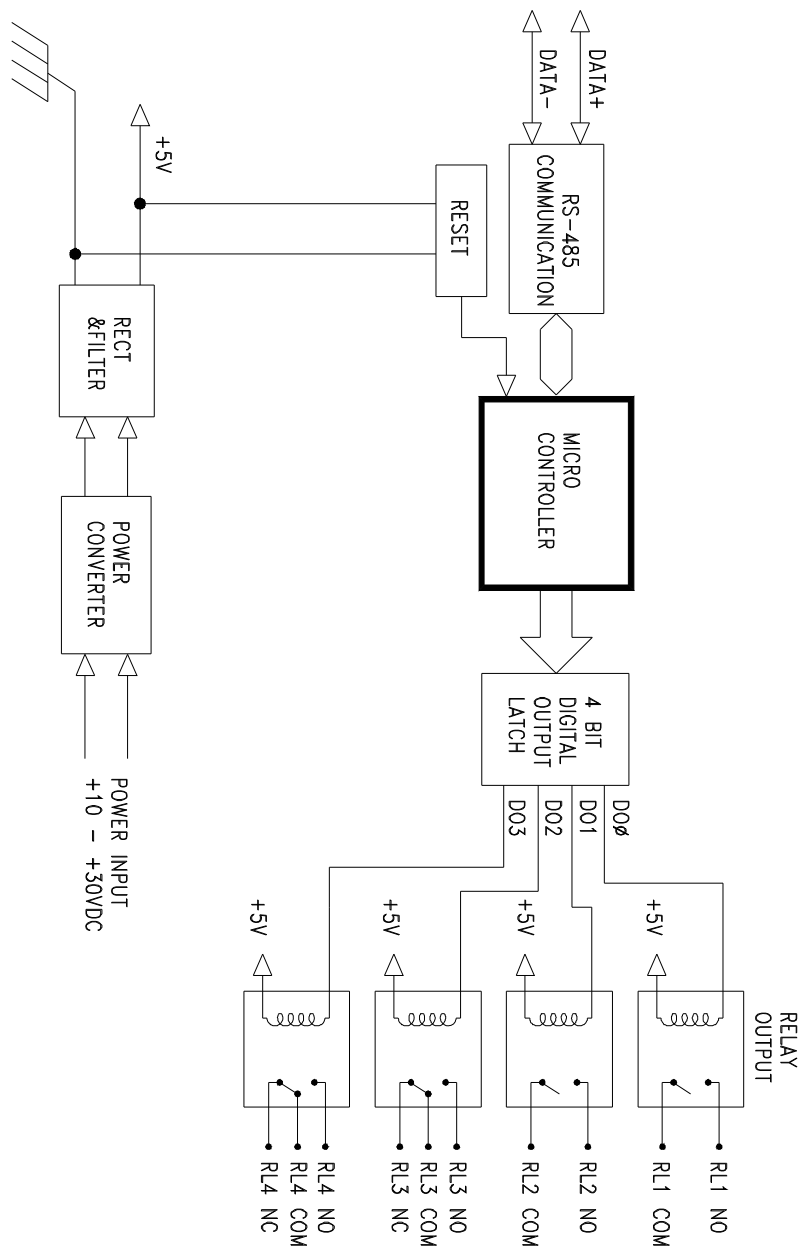 DATA+
DATA-
RS-485
COMMUNICATION
RESET
+5V
RECT
&FILTER
MICRO
CONTROLLER
POWER
CONVERTER
4 BIT
DIGITAL
OUTPUT
LATCH
POWER INPUT
+10 - +30VDC
DOØ
DO1
DO2
DO3
+5V
+5V
+5V
+5V
RELAY
OUTPUT
RL1 NO
RL1 COM
RL2 NO
RL2 COM
RL3 NO
RL3 COM
RL3 NC
RL4 NO
RL4 COM
RL4 NC